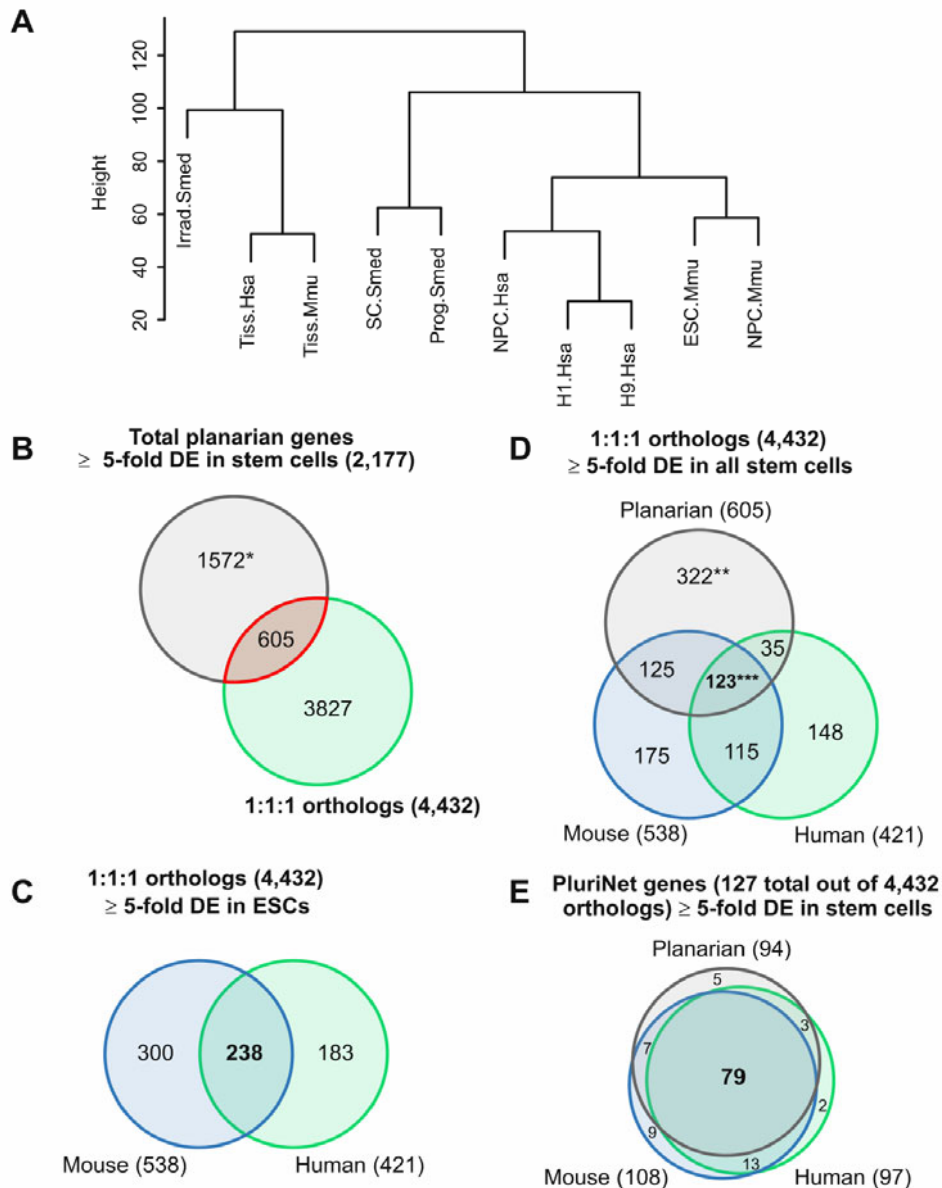 A
Height
120
100
80
60
40
20
Irrad.Smed
Tiss.Hsa
Tiss.Mmu
SC.Smed
Prog.Smed
NPC.Hsa
H1.Hsa
H9.Hsa
ESC.Mmu
NPC.Mmu
B
Total planarian genes
≥ 5-fold DE in stem cells (2,177)
1572*
605
3827
1:1:1 orthologs (4,432)
C
1:1:1 orthologs (4,432)
≥ 5-fold DE in ESCs
300
238
183
Mouse (538)
Human (421)
D
1:1:1 orthologs (4,432)
≥ 5-fold DE in all stem cells
Planarian (605)
322**
125
35
123***
175
115
148
Mouse (538)
Human (421)
E
PluriNet genes (127 total out of 4,432
orthologs) ≥ 5-fold DE in stem cells
Planarian (94)
5
3
7
79
2
9
13
Mouse (108)
Human (97)